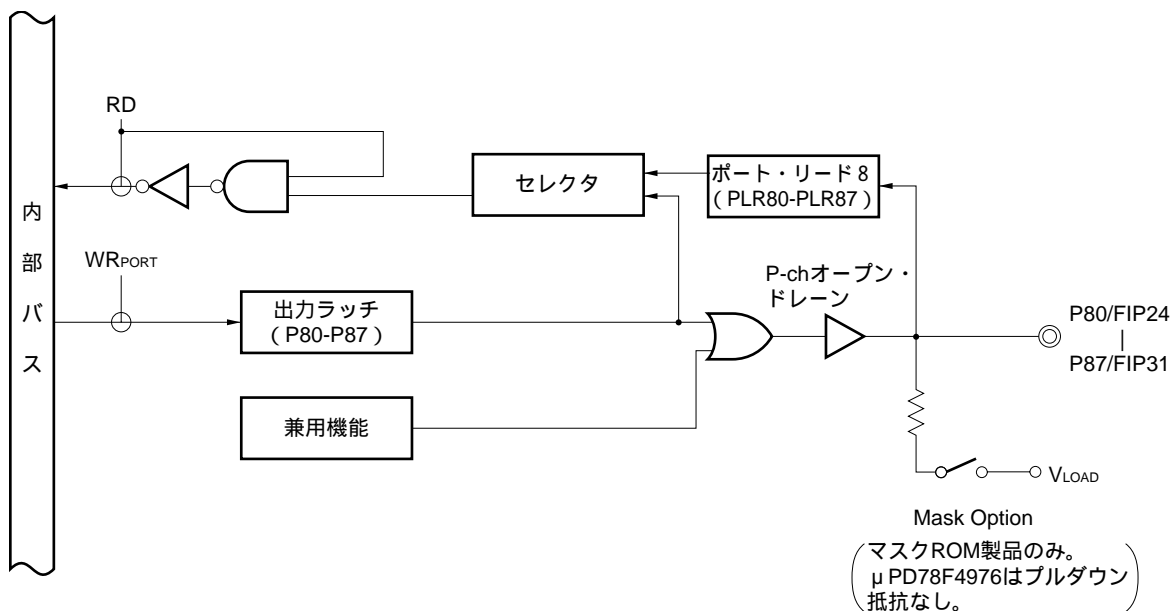 内部バス
RD
セレクタ
ポート・リード8
(PLR80-PLR87)
WRPORT
出力ラッチ
(P80-P87)
P-chオープン・
ドレーン
P80/FIP24
|
P87/FIP31
兼用機能
VLOAD
Mask Option
マスクROM製品のみ。
μPD78F4976はプルダウン
抵抗なし。